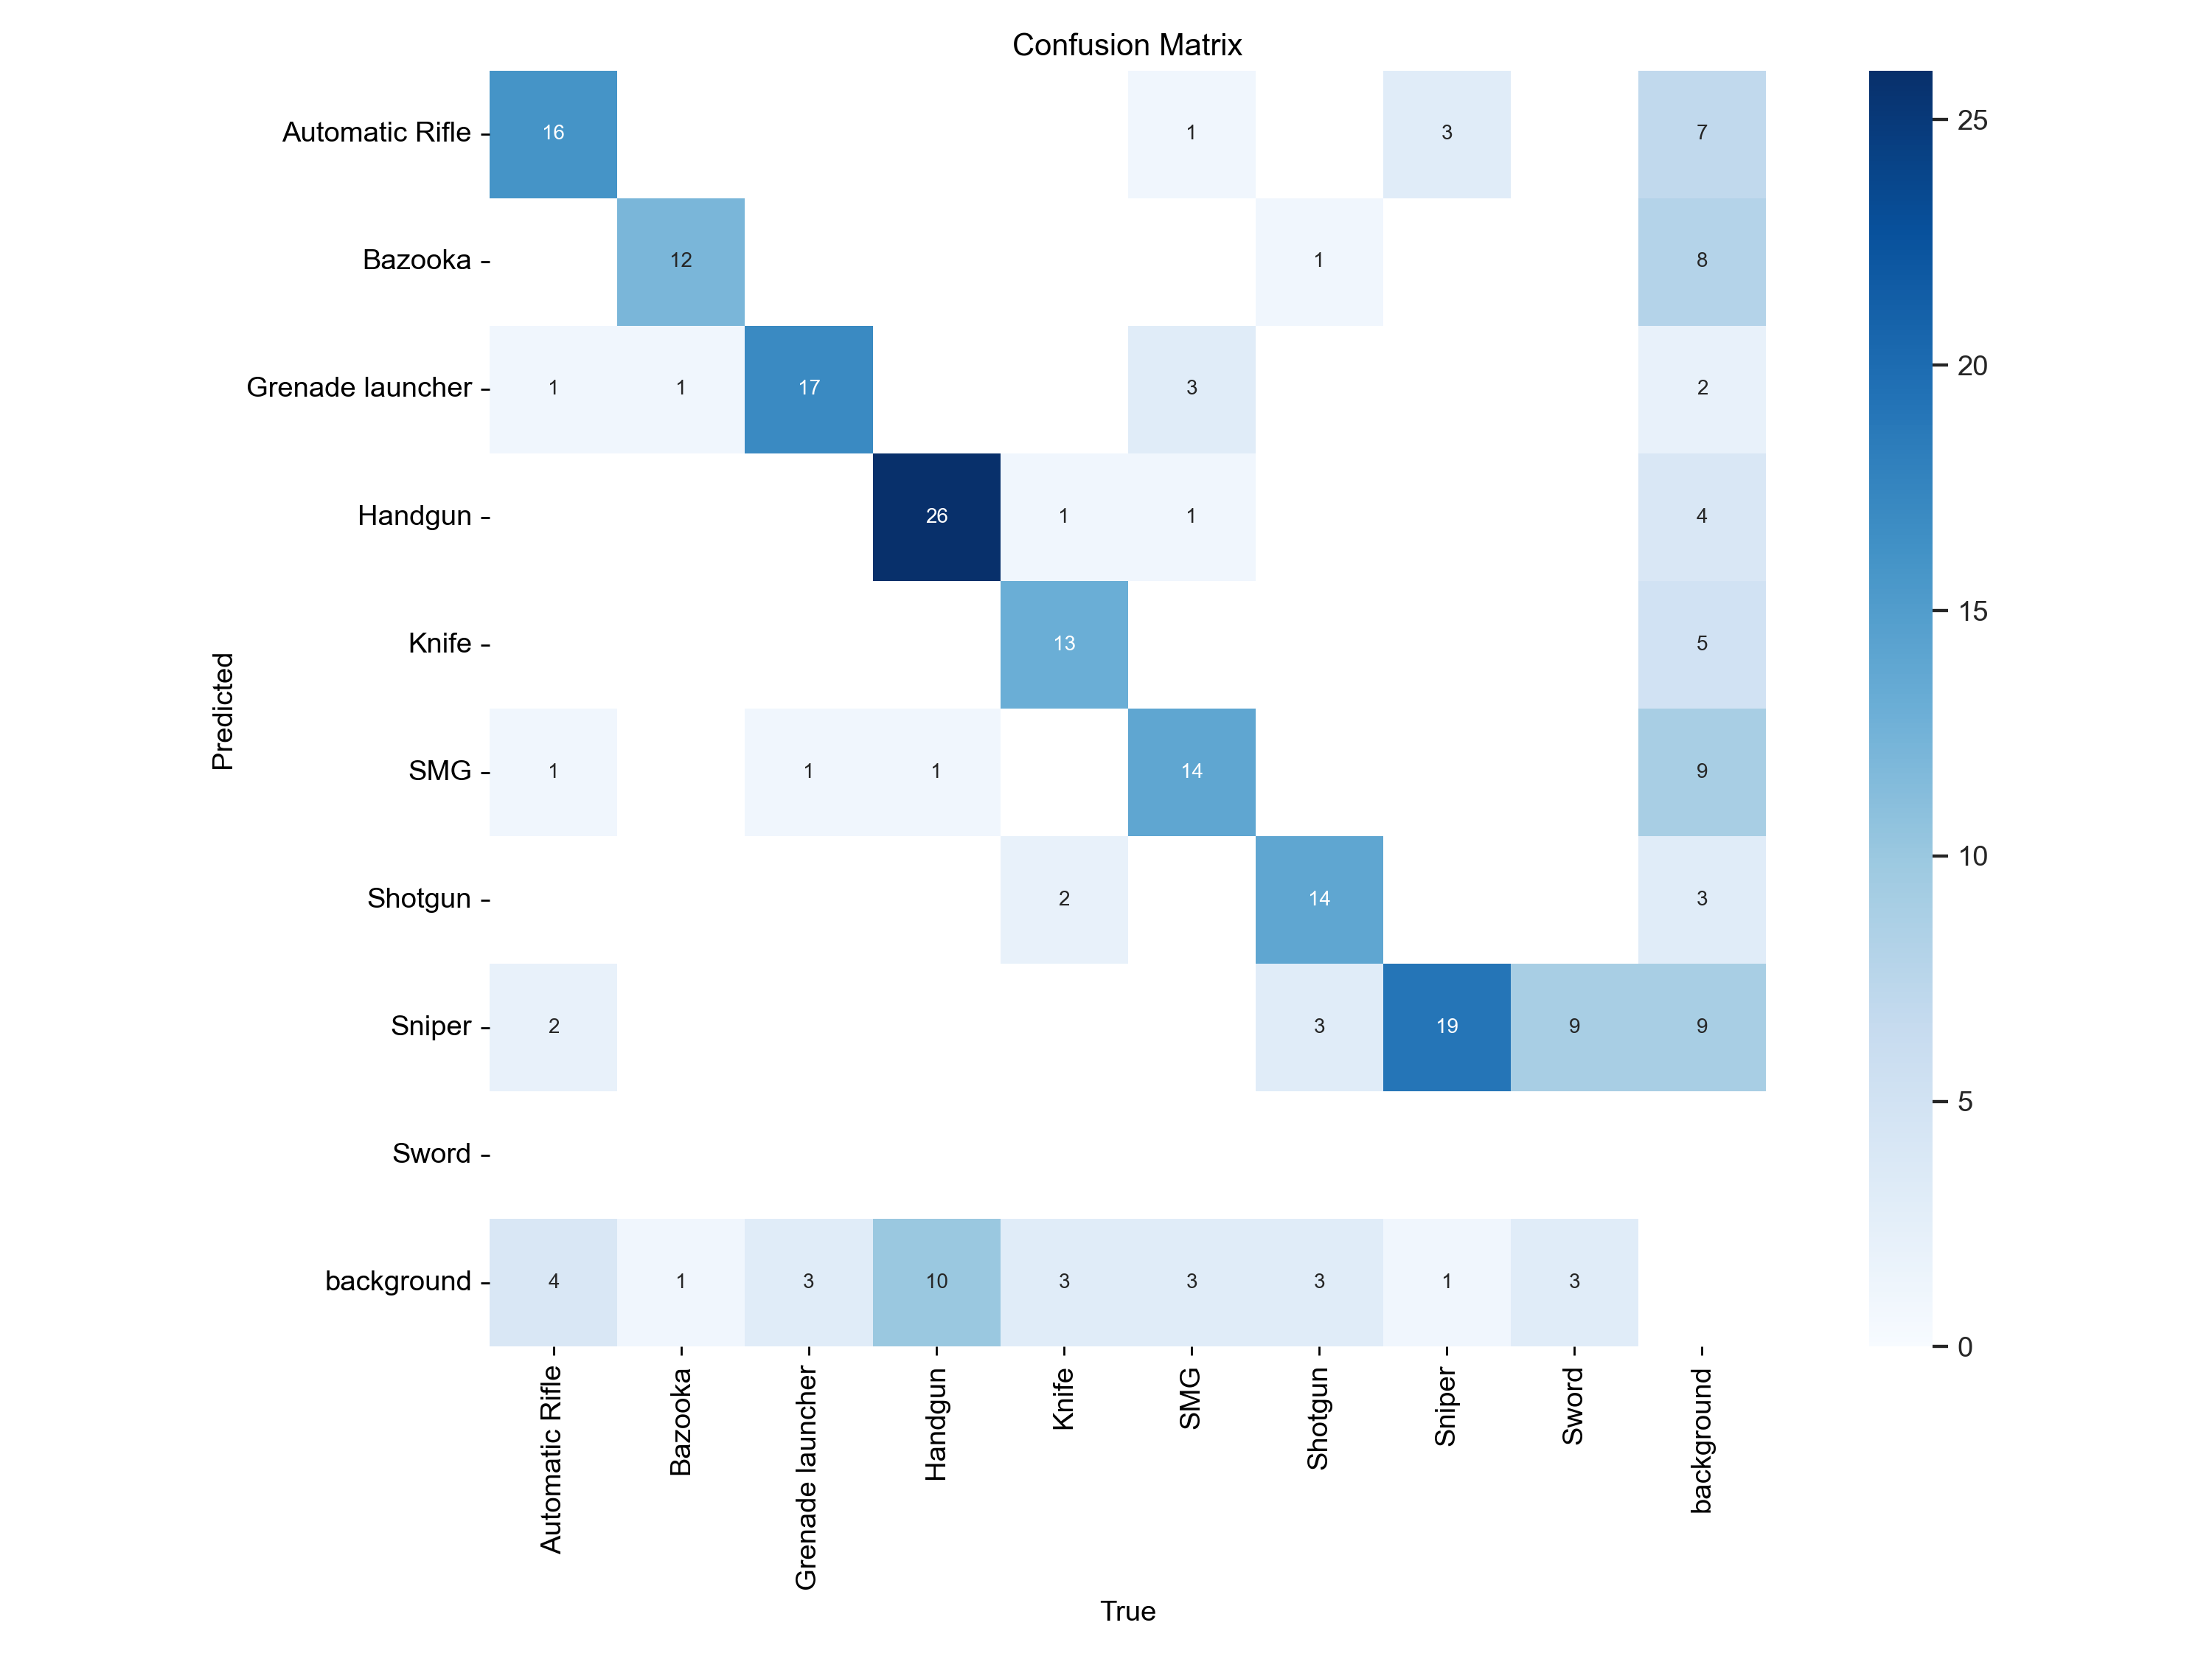 Confusion Matrix
Automatic Rifle 16 1 3 7
Bazooka 12 1 8
Grenade launcher 1 1 17 3 2
Handgun 26 1 1 4
Knife 13 5
SMG 1 1 1 14 9
Shotgun 2 14 3
Sniper 2 3 19 9 9
Sword
background 4 1 3 10 3 3 3 1 3
Predicted
Automatic Rifle
Bazooka
Grenade launcher
Handgun
Knife
SMG
Shotgun
Sniper
Sword
background
True
25
20
15
10
5
0